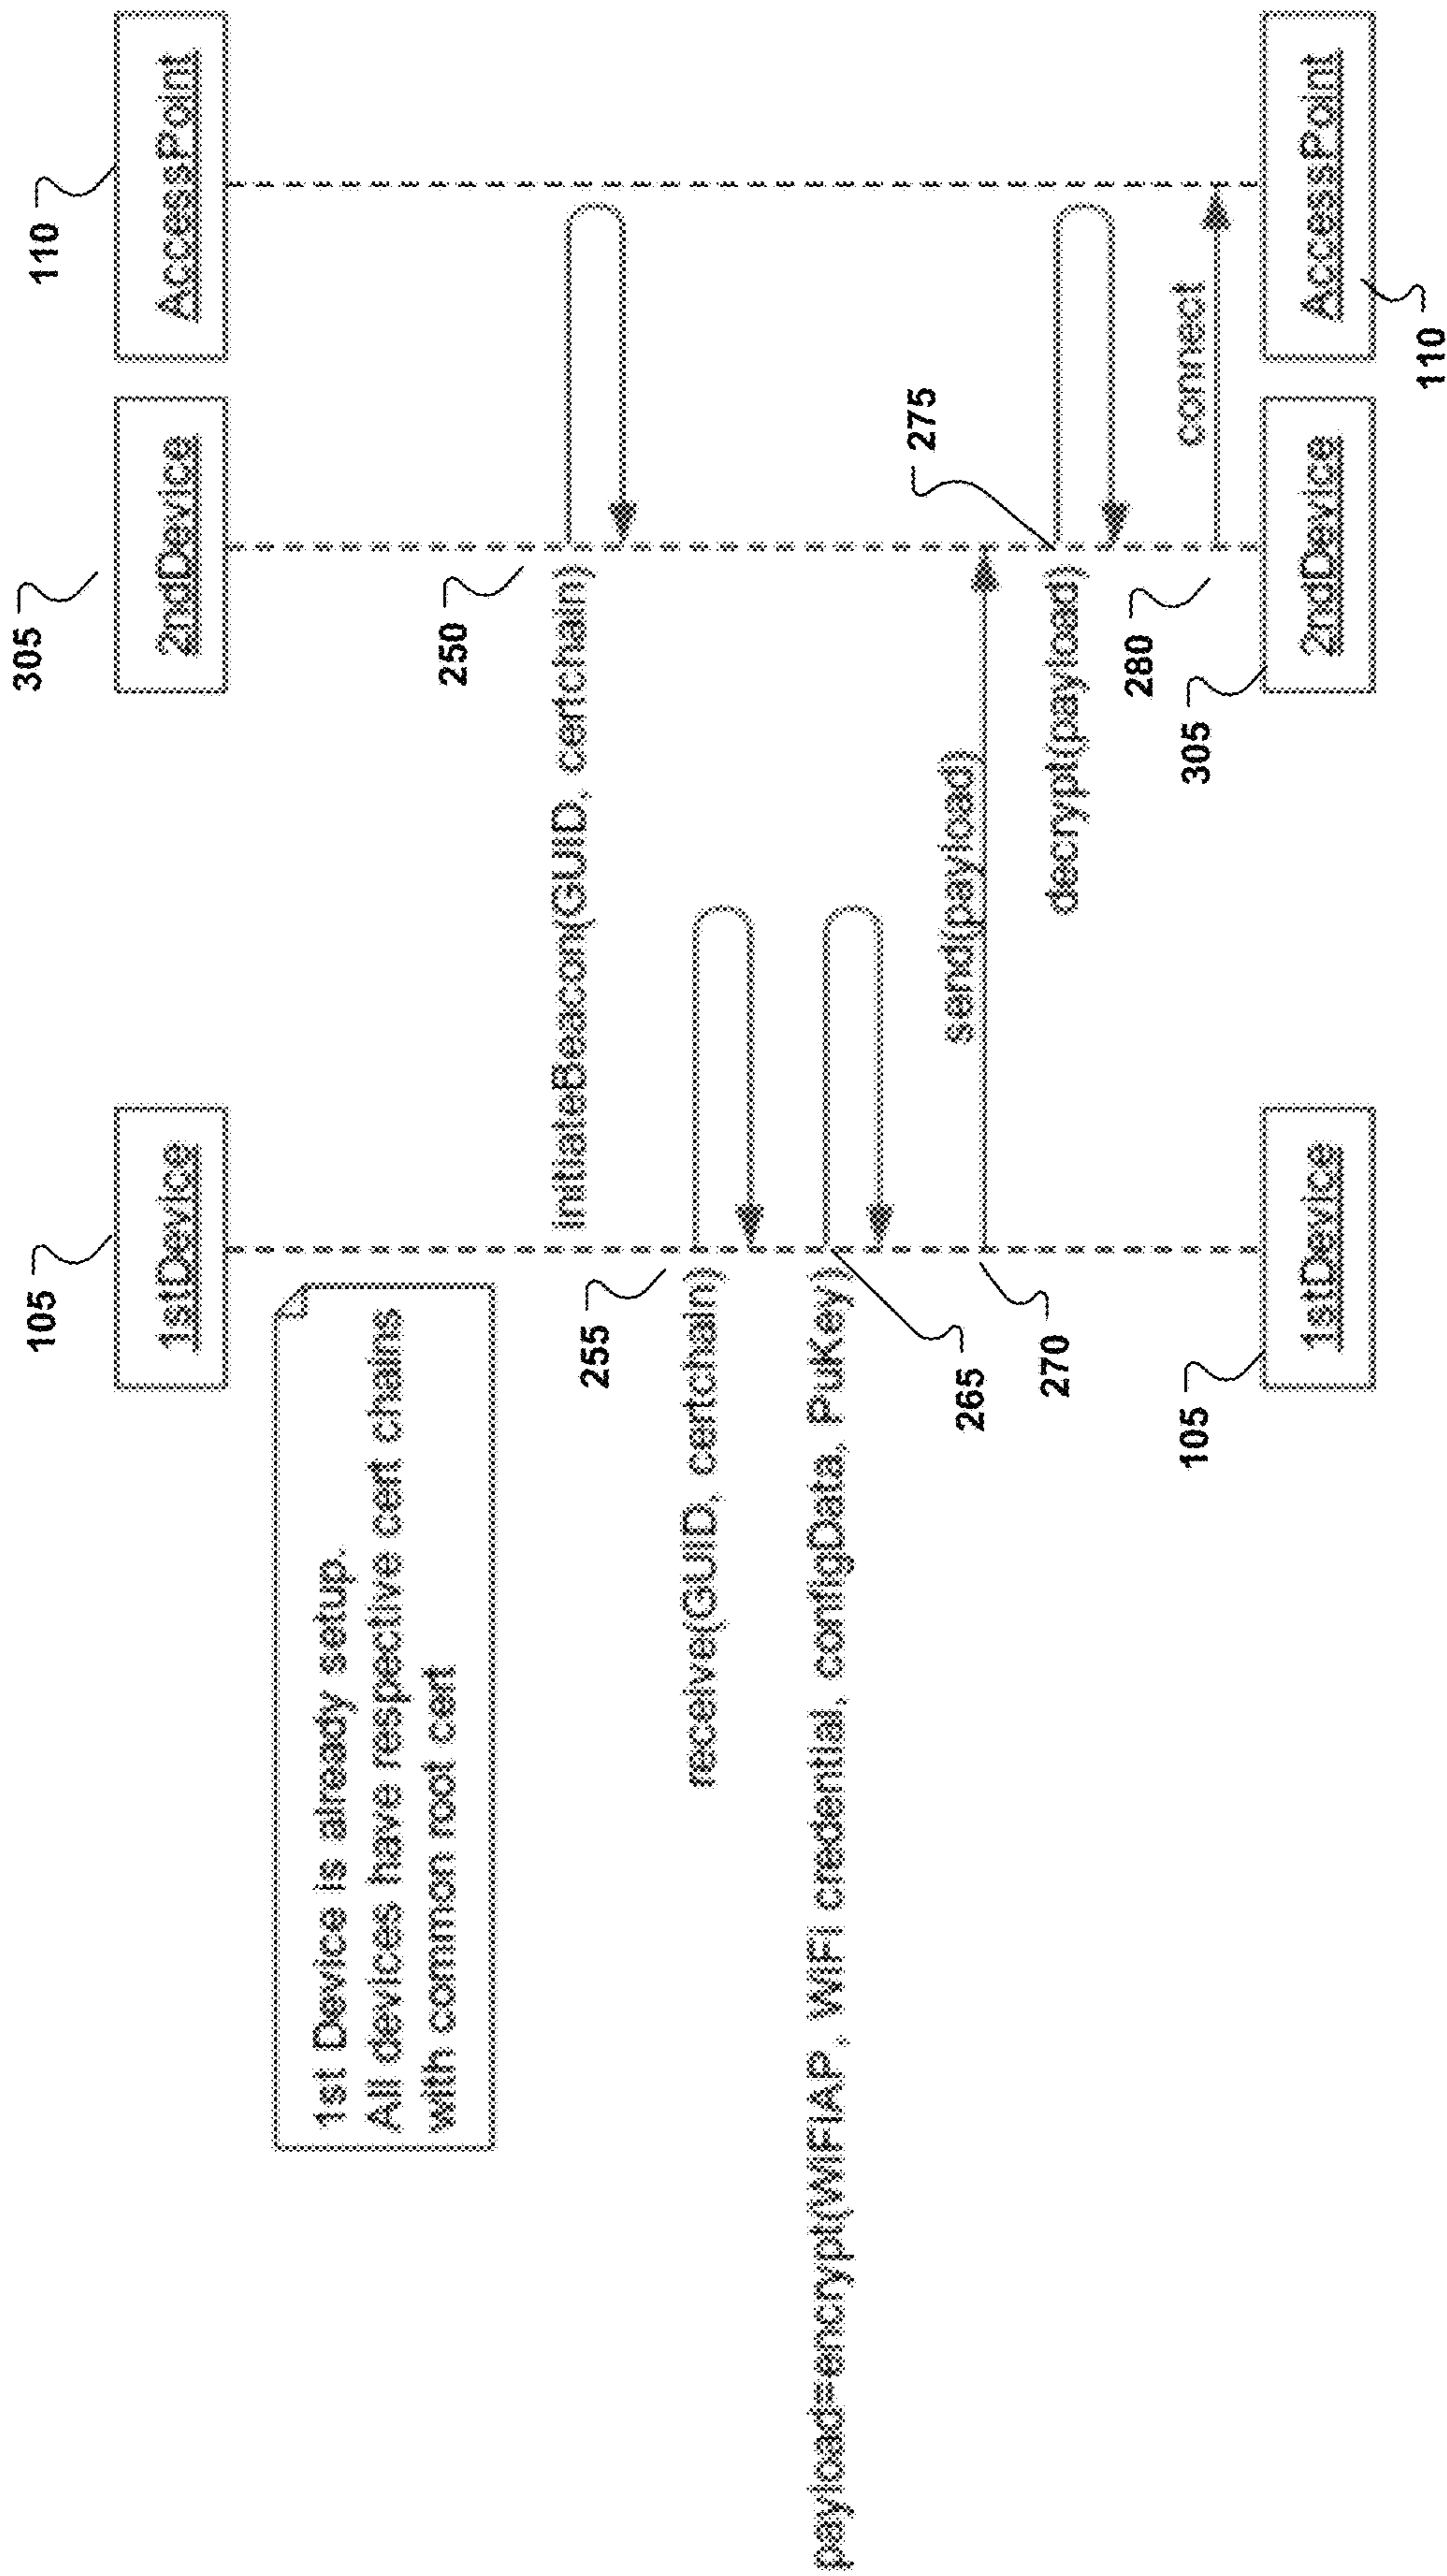 105
1stDevice
305
2ndDevice
110
AccessPoint
1st Device is already setup.
All devices have respective cert chains
with common root cert
250
initiateBeacon(GUID, certchain)
255
receive(GUID, certchain)
payload=encrypt(WiFiAP, WiFi credential, configData, PuKey)
265
send(payload)
270
275
decrypt(payload)
280
connect
105
1stDevice
305
2ndDevice
AccessPoint
110